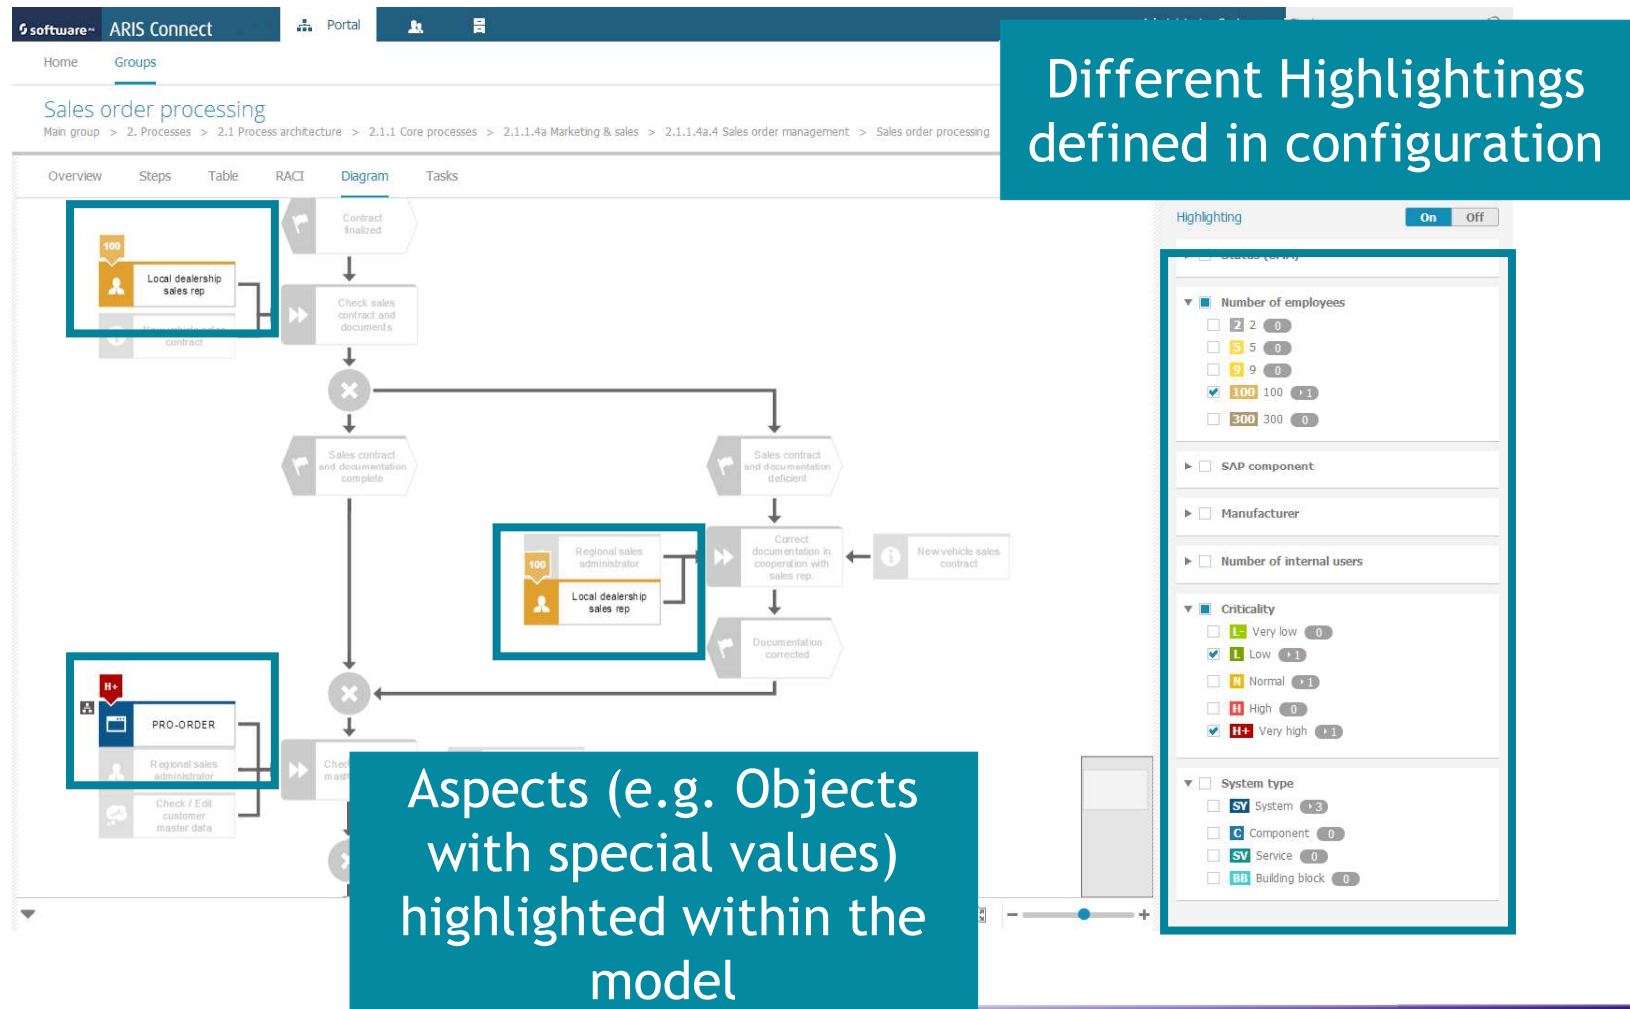 software AG
ARIS Connect
Portal
Home
Groups
Sales order processing
Main group > 2. Processes > 2.1 Process architecture > 2.1.1 Core processes > 2.1.1.4a Marketing & sales > 2.1.1.4a.4 Sales order management > Sales order processing
Different Highlightings
defined in configuration
Overview
Steps
Table
RACI
Diagram
Tasks
Contract
finalized
100
Local dealership
sales rep
contract
Check sales
contract and
documents
Sales contract
and documentation
complete
Sales contract
and documentation
deficient
Regional sales
administrator
100
Local dealership
sales rep
Correct
documentation in
cooperation with
sales rep.
New vehicle sales
contract
Documentation
corrected
H+
PRO-ORDER
Regional sales
administrator
Check / Edit
customer
master data
Aspects (e.g. Objects
with special values)
highlighted within the
model
Highlighting
On
Off
Number of employees
2 2 0
5 5 0
9 9 0
100 100 1
300 300 0
SAP component
Manufacturer
Number of internal users
Criticality
L- Very low 0
L Low 1
N Normal 1
H High 0
H+ Very high 1
System type
SY System 3
C Component 0
SV Service 0
BB Building block 0